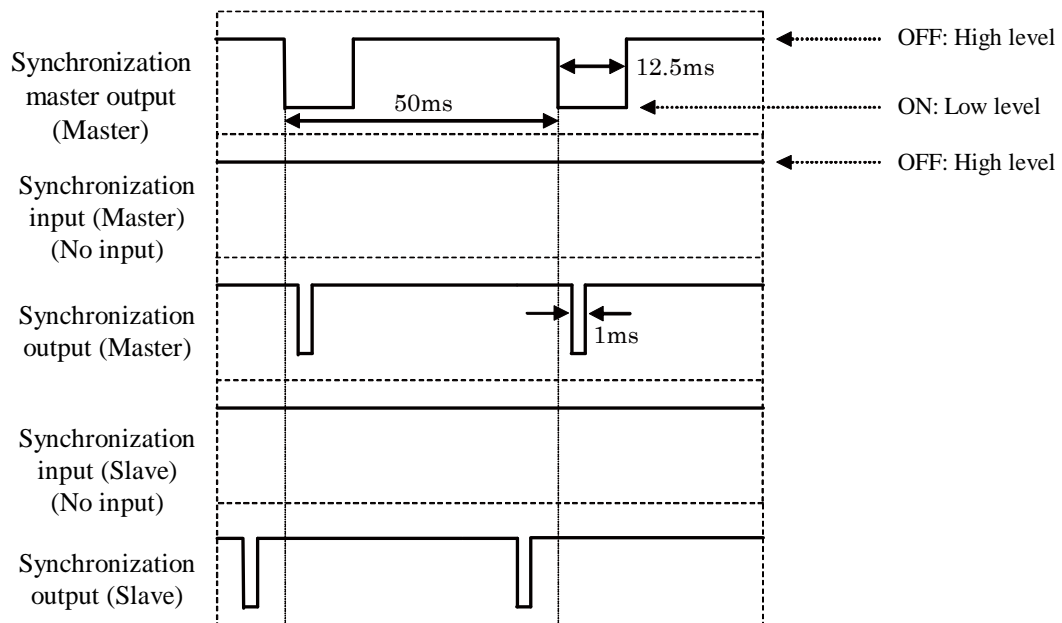 Synchronization
master output
(Master)
OFF: High level
12.5ms
50ms
ON: Low level
OFF: High level
Synchronization
input (Master)
(No input)
Synchronization
output (Master)
1ms
Synchronization
input (Slave)
(No input)
Synchronization
output (Slave)